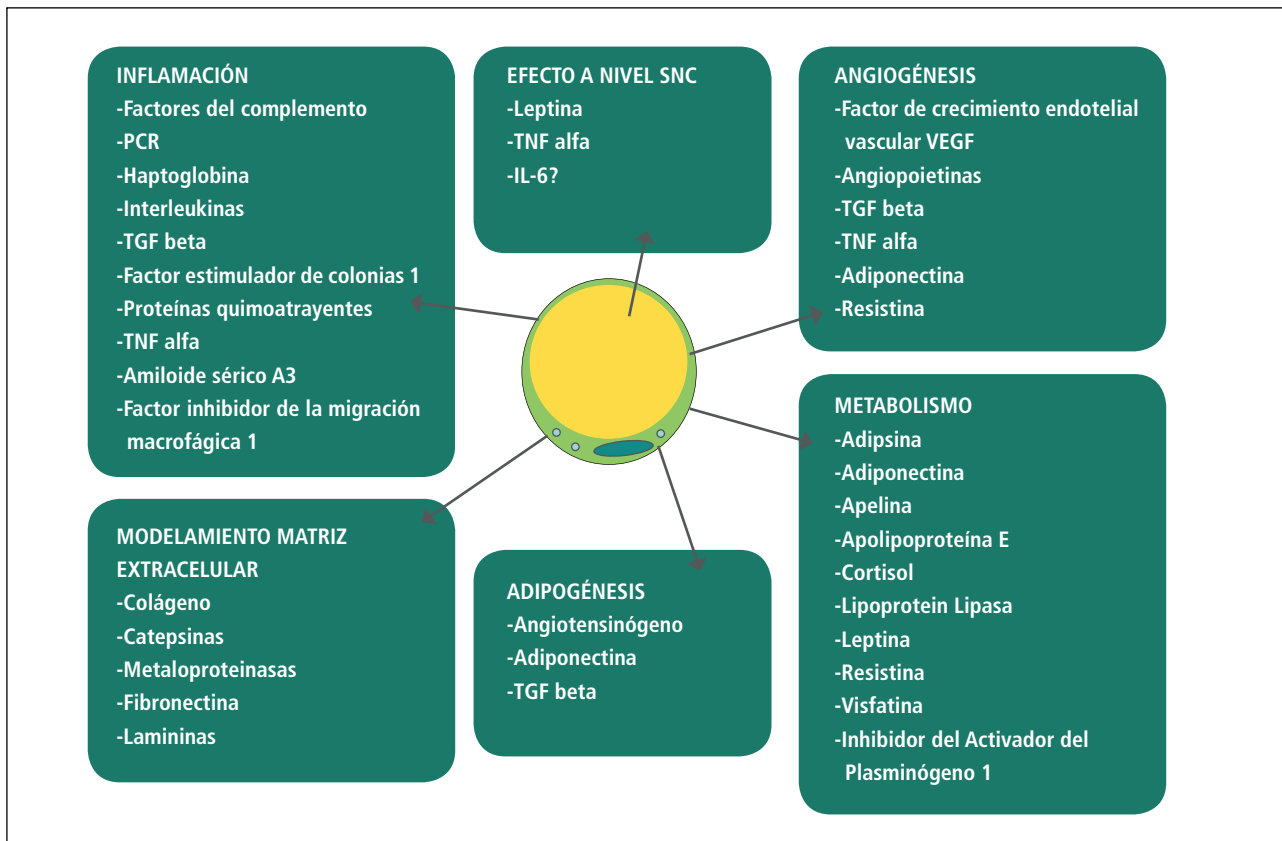 INFLAMACIÓN
-Factores del complemento
-PCR
-Haptoglobina
-Interleukinas
-TGF beta
-Factor estimulador de colonias 1
-Proteínas quimoatrayentes
-TNF alfa
-Amiloide sérico A3
-Factor inhibidor de la migración
macrofágica 1
EFECTO A NIVEL SNC
-Leptina
-TNF alfa
-IL-6?
ANGIOGÉNESIS
-Factor de crecimiento endotelial
vascular VEGF
-Angiopoietinas
-TGF beta
-TNF alfa
-Adiponectina
-Resistina
MODELAMIENTO MATRIZ
EXTRACELULAR
-Colágeno
-Catepsinas
-Metaloproteinasas
-Fibronectina
-Lamininas
ADIPOGÉNESIS
-Angiotensinógeno
-Adiponectina
-TGF beta
METABOLISMO
-Adipsina
-Adiponectina
-Apelina
-Apolipoproteína E
-Cortisol
-Lipoprotein Lipasa
-Leptina
-Resistina
-Visfatina
-Inhibidor del Activador del
Plasminógeno 1